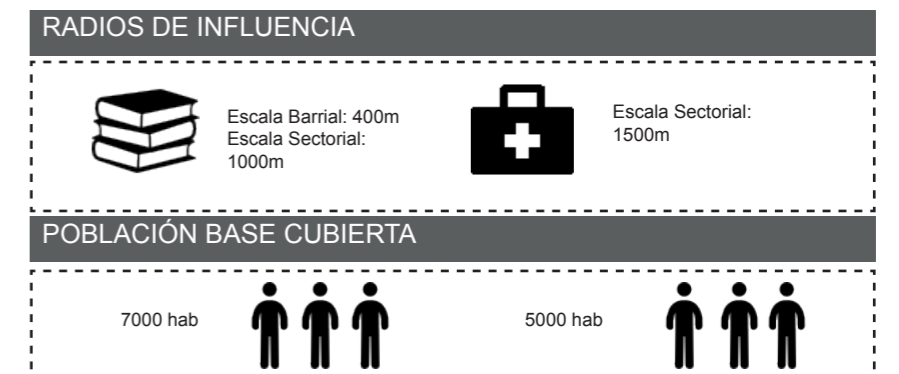 RADIOS DE INFLUENCIA
Escala Barrial: 400m
Escala Sectorial:
1000m
Escala Sectorial:
1500m
POBLACIÓN BASE CUBIERTA
7000 hab
5000 hab